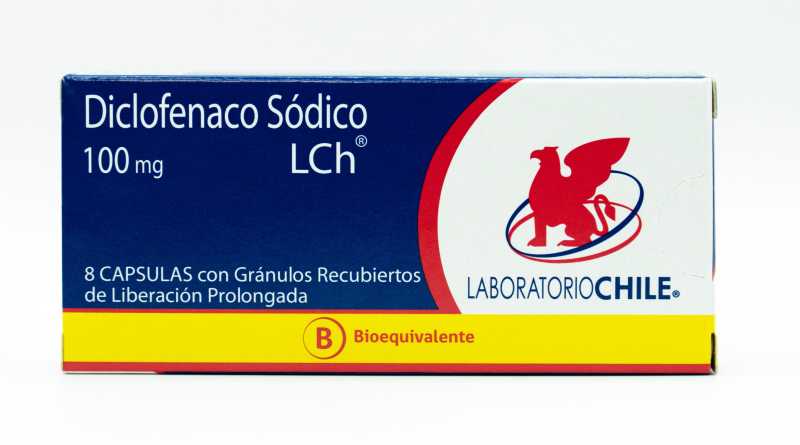 Diclofenaco Sódico
100 mg LCh®
8 CAPSULAS con Gránulos Recubiertos
de Liberación Prolongada
LABORATORIOCHILE®
B Bioequivalente